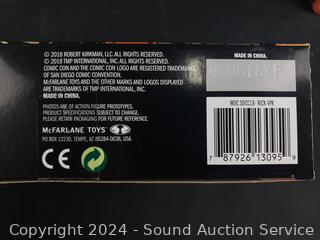 © 2018 ROBERT KIRKMAN, LLC. ALL RIGHTS RESERVED.
© 2018 TMP INTERNATIONAL, INC. ALL RIGHTS RESERVED.
COMIC CON AND THE COMIC CON LOGO ARE REGISTERED TRADEMARKS
OF SAN DIEGO COMIC CONVENTION.
McFARLANE TOYS AND THE OTHER MARKS AND LOGOS DISPLAYED
ARE TRADEMARKS OF TMP INTERNATIONAL, INC.
MADE IN CHINA.
PHOTOS ARE OF ACTION FIGURE PROTOTYPES.
PRODUCT SPECIFICATIONS SUBJECT TO CHANGE.
PLEASE RETAIN PACKAGING FOR FUTURE REFERENCE.
McFARLANE TOYS
PO BOX 12230, TEMPE, AZ 85284-0038, USA.
CE
MADE IN CHINA.
WDC SDCC18- RICK 4PK
7 87926 13095 9
Copyright 2024 - Sound Auction Service